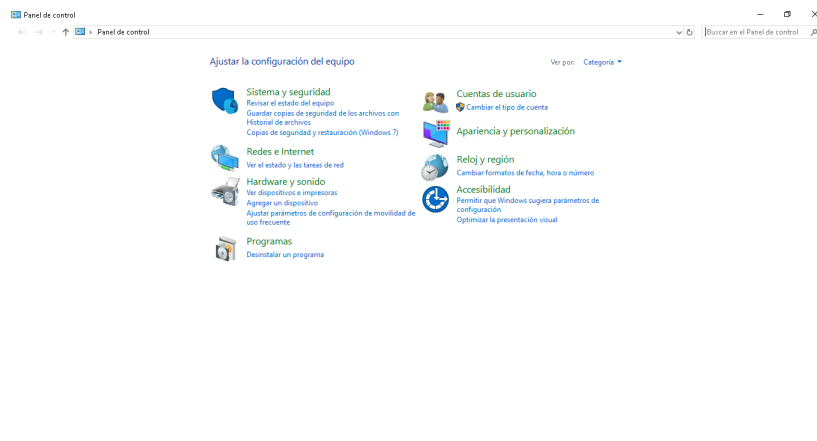 Panel de control
Panel de control
Buscar en el Panel de control
Ajustar la configuración del equipo
Ver por: Categoría
Sistema y seguridad
Revisar el estado del equipo
Guardar copias de seguridad de los archivos con
Historial de archivos
Copias de seguridad y restauración (Windows 7)
Redes e Internet
Ver el estado y las tareas de red
Hardware y sonido
Ver dispositivos e impresoras
Agregar un dispositivo
Ajustar parámetros de configuración de movilidad de
uso frecuente
Programas
Desinstalar un programa
Cuentas de usuario
Cambiar el tipo de cuenta
Apariencia y personalización
Reloj y región
Cambiar formatos de fecha, hora o número
Accesibilidad
Permitir que Windows sugiera parámetros de
configuración
Optimizar la presentación visual